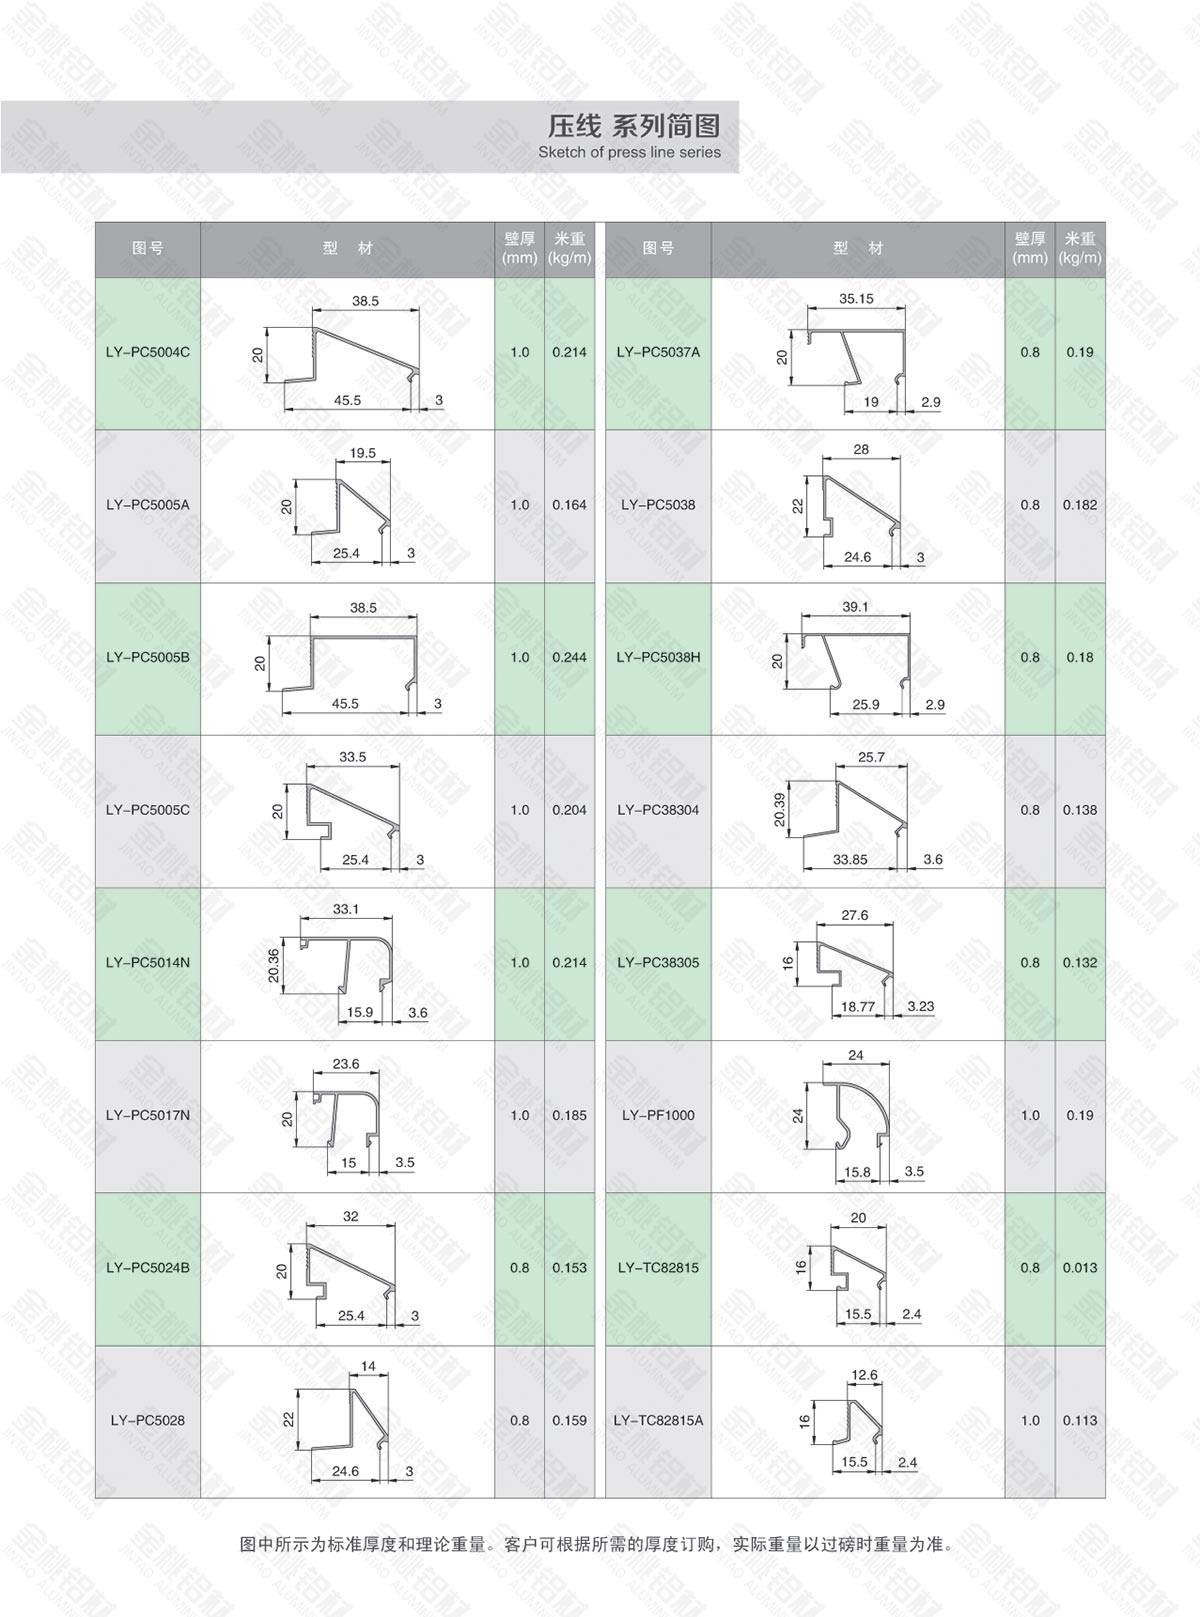 压线 系列简图
Sketch of press line series
图号 型 材 壁厚(mm) 米重(kg/m) 图号 型 材 壁厚(mm) 米重(kg/m)
LY-PC5004C 38.5 20 45.5 3 1.0 0.214
LY-PC5037A 35.15 20 19 2.9 0.8 0.19
LY-PC5005A 19.5 20 25.4 3 1.0 0.164
LY-PC5038 28 22 24.6 3 0.8 0.182
LY-PC5005B 38.5 20 45.5 3 1.0 0.244
LY-PC5038H 39.1 20 25.9 2.9 0.8 0.18
LY-PC5005C 33.5 20 25.4 3 1.0 0.204
LY-PC38304 25.7 20.39 33.85 3.6 0.8 0.138
LY-PC5014N 33.1 20.36 15.9 3.6 1.0 0.214
LY-PC38305 27.6 16 18.77 3.23 0.8 0.132
LY-PC5017N 23.6 20 15 3.5 1.0 0.185
LY-PF1000 24 24 15.8 3.5 1.0 0.19
LY-PC5024B 32 20 25.4 3 0.8 0.153
LY-TC82815 20 16 15.5 2.4 0.8 0.013
LY-PC5028 14 22 24.6 3 0.8 0.159
LY-TC82815A 12.6 16 15.5 2.4 1.0 0.113
图中所示为标准厚度和理论重量。客户可根据所需的厚度订购，实际重量以过磅时重量为准。
金桃铝材
JINTAO ALUMINIUM